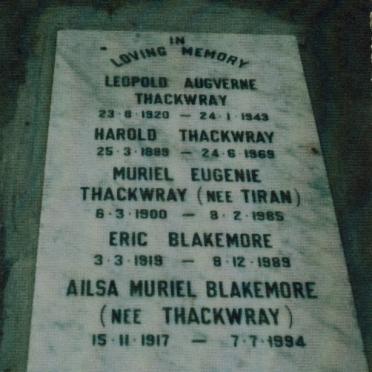 IN
LOVING MEMORY
LEOPOLD AUGVERNE
THACKWRAY
23·8·1920 — 24·1·1943
HAROLD THACKWRAY
25·3·1889 — 24·6·1969
MURIEL EUGENIE
THACKWRAY (NEE TIRAN)
6·3·1900 — 8·2·1985
ERIC BLAKEMORE
3·3·1919 — 8·12·1989
AILSA MURIEL BLAKEMORE
(NEE THACKWRAY)
15·11·1917 — 7·7·1994